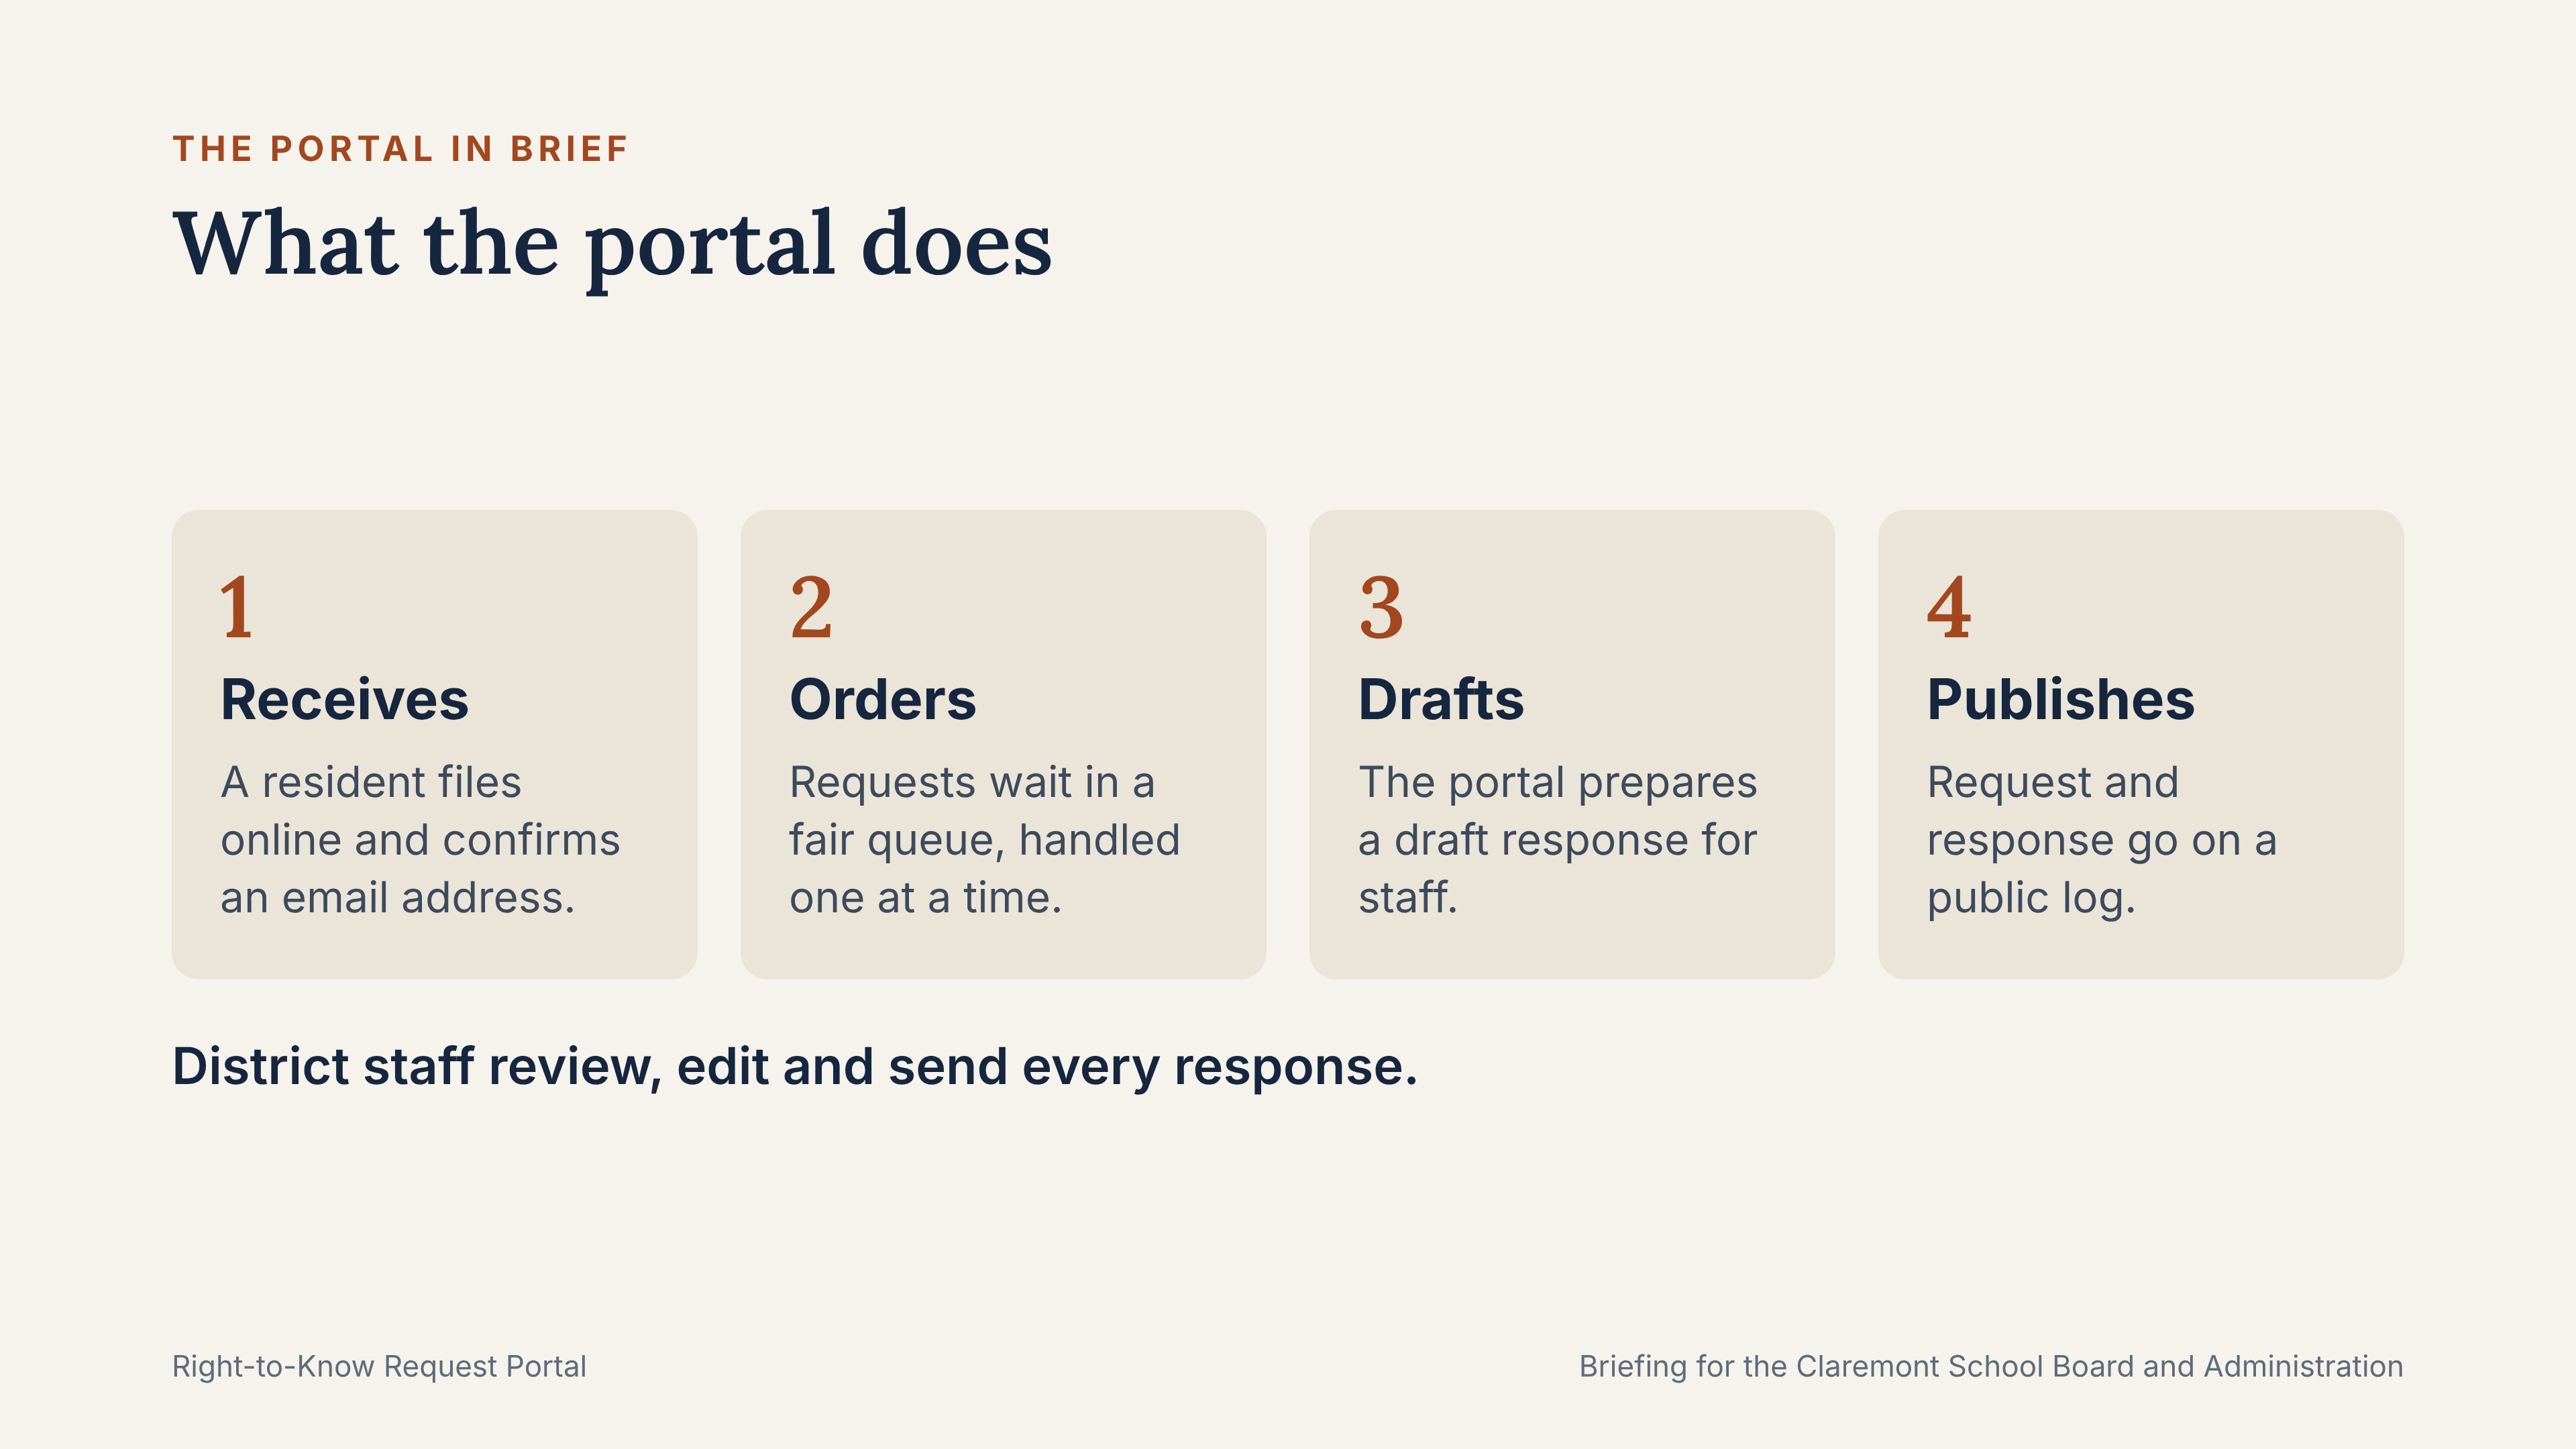 THE PORTAL IN BRIEF
What the portal does
1
Receives
A resident files
online and confirms
an email address.
2
Orders
Requests wait in a
fair queue, handled
one at a time.
3
Drafts
The portal prepares
a draft response for
staff.
4
Publishes
Request and
response go on a
public log.
District staff review, edit and send every response.
Right-to-Know Request Portal
Briefing for the Claremont School Board and Administration